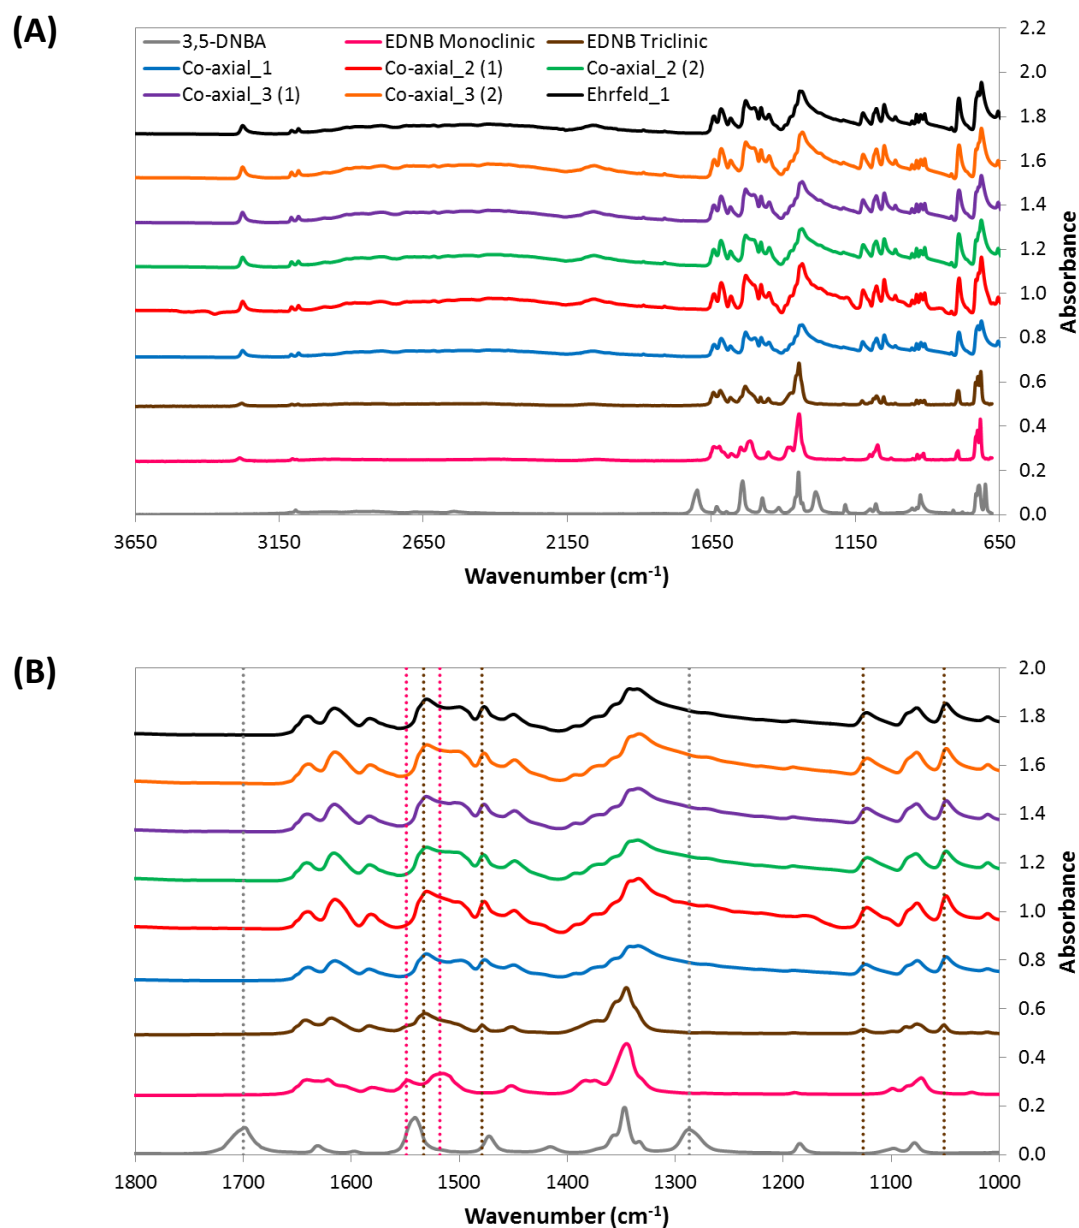 (A)
3,5-DNBA EDNB Monoclinic EDNB Triclinic
Co-axial_1 Co-axial_2 (1) Co-axial_2 (2)
Co-axial_3 (1) Co-axial_3 (2) Ehrfeld_1
2.2
2.0
1.8
1.6
1.4
1.2
1.0
0.8
0.6
0.4
0.2
0.0
Absorbance
3650 3150 2650 2150 1650 1150 650
Wavenumber (cm⁻¹)
(B)
2.0
1.8
1.6
1.4
1.2
1.0
0.8
0.6
0.4
0.2
0.0
Absorbance
1800 1700 1600 1500 1400 1300 1200 1100 1000
Wavenumber (cm⁻¹)